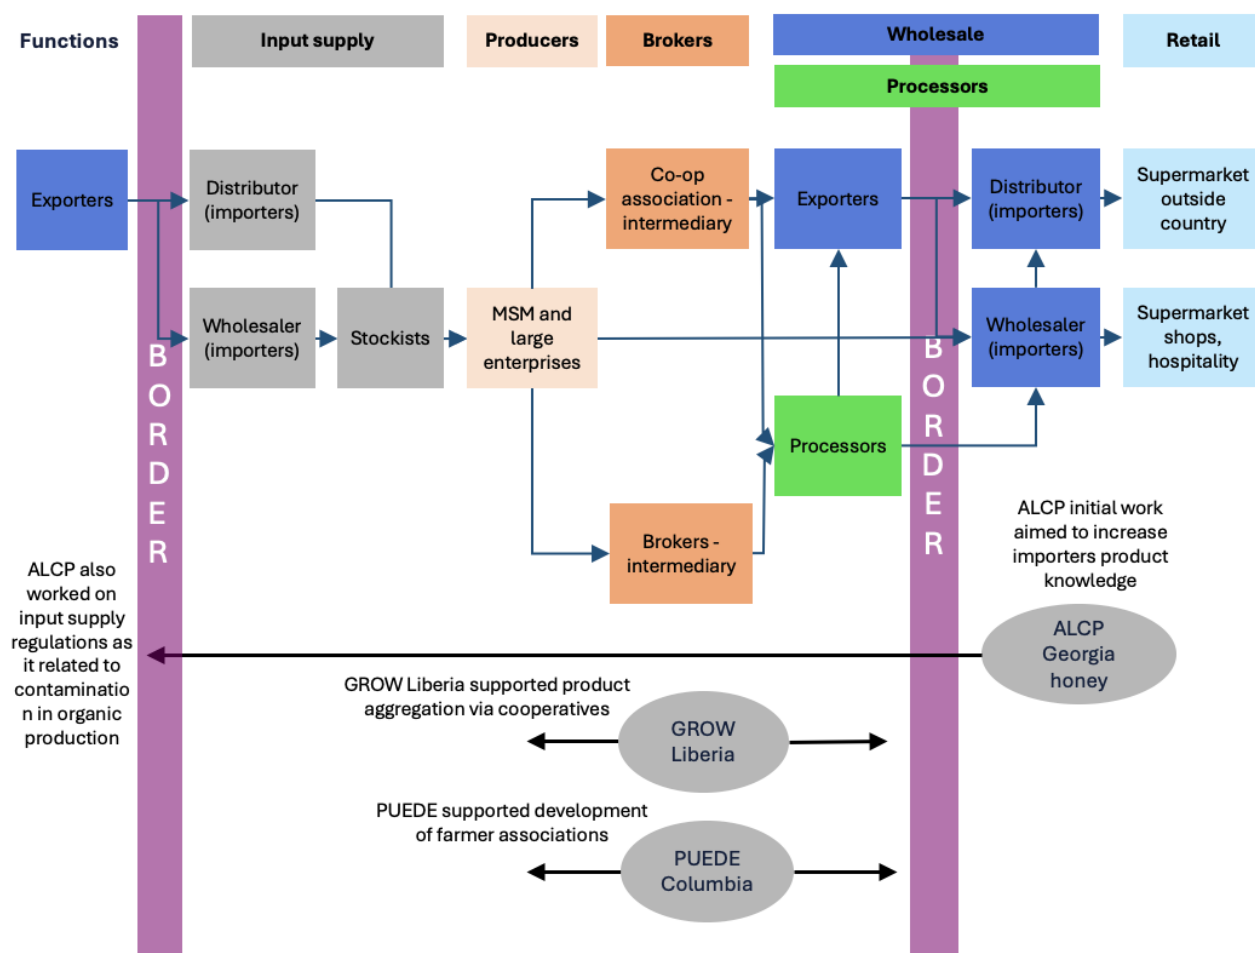 Functions
Input supply
Producers
Brokers
Wholesale
Retail
Processors
Exporters
Distributor
(importers)
Co-op
association -
intermediary
Exporters
Distributor
(importers)
Supermarket
outside
country
Wholesaler
(importers)
Stockists
MSM and
large
enterprises
Wholesaler
(importers)
Supermarket
shops,
hospitality
BORDER
BORDER
Processors
Brokers -
intermediary
ALCP initial work
aimed to increase
importers product
knowledge
ALCP also
worked on
input supply
regulations as
it related to
contaminatio
n in organic
production
ALCP
Georgia
honey
GROW Liberia supported product
aggregation via cooperatives
GROW
Liberia
PUEDE supported development
of farmer associations
PUEDE
Columbia